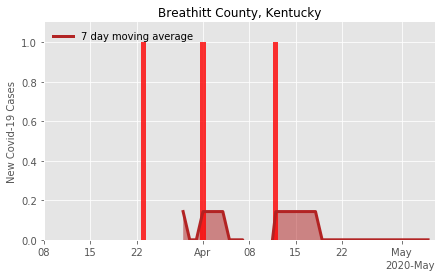 Breathitt County, Kentucky
7 day moving average
New Covid-19 Cases
1.0
0.8
0.6
0.4
0.2
0.0
08 15 22 Apr 08 15 22 May
2020-May